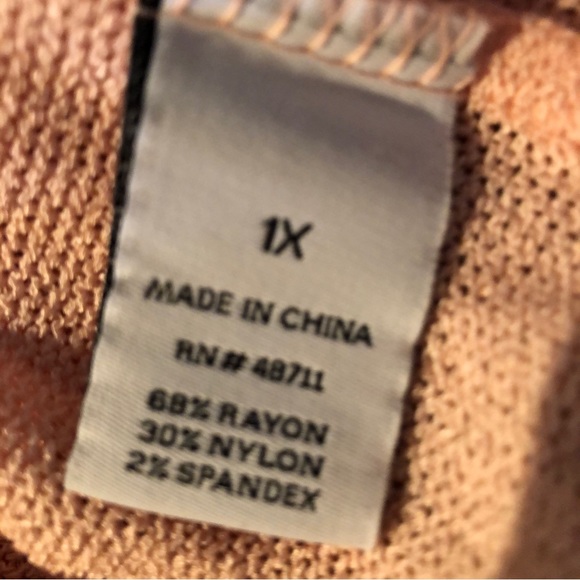 1X
MADE IN CHINA
RN# 48711
68% RAYON
30% NYLON
2% SPANDEX